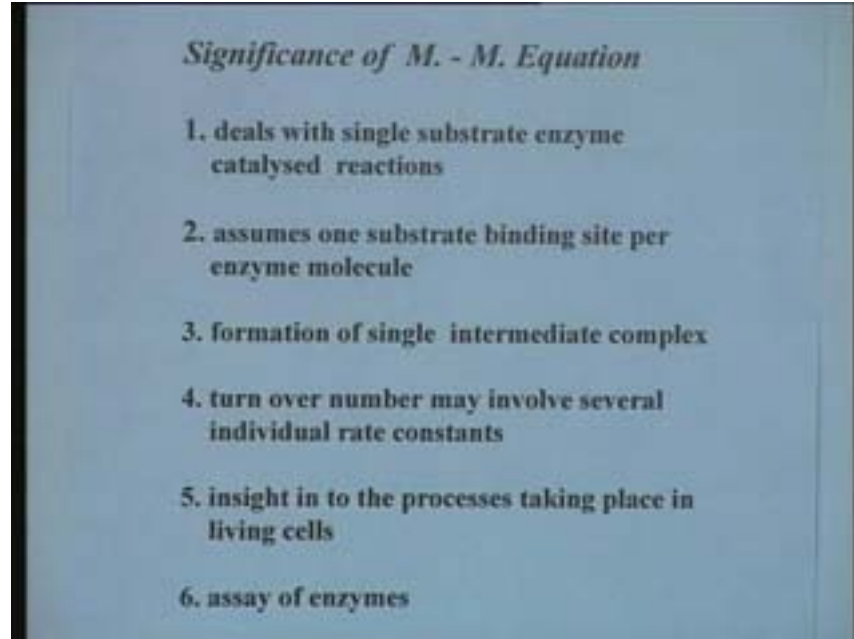 Significance of M. - M. Equation
1. deals with single substrate enzyme
catalysed reactions
2. assumes one substrate binding site per
enzyme molecule
3. formation of single intermediate complex
4. turn over number may involve several
individual rate constants
5. insight in to the processes taking place in
living cells
6. assay of enzymes